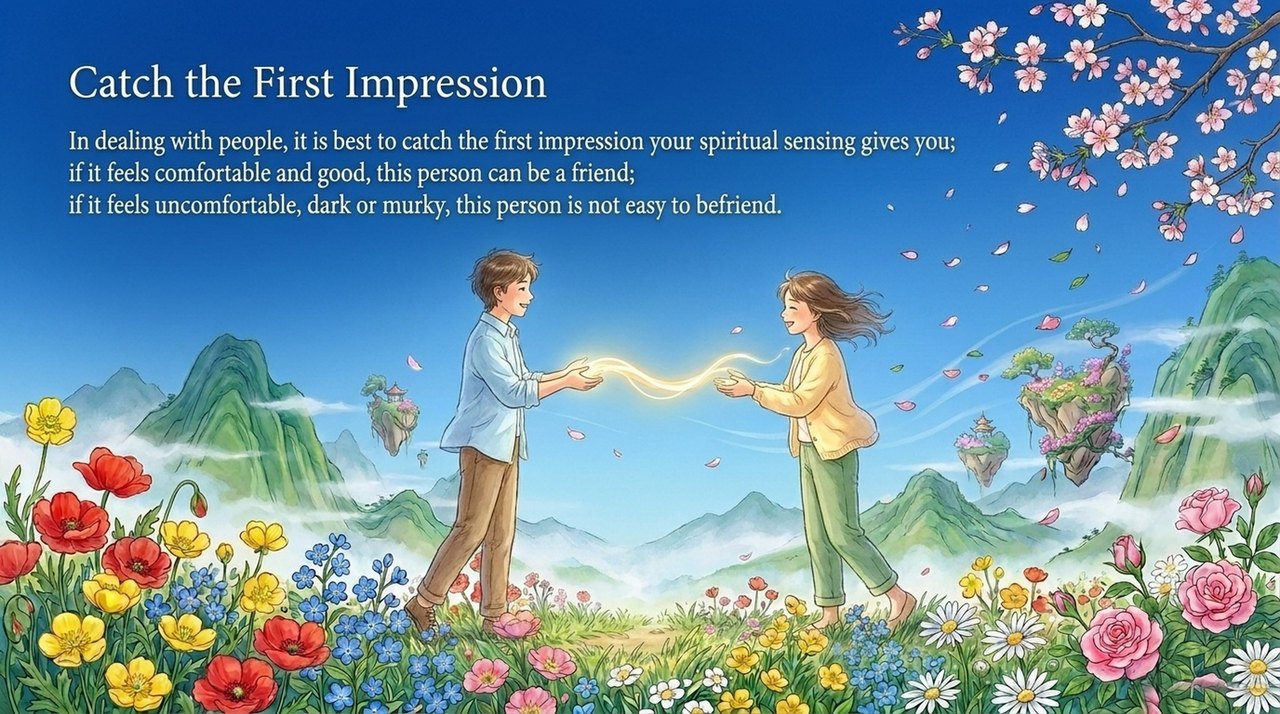 Catch the First Impression
In dealing with people, it is best to catch the first impression your spiritual sensing gives you;
if it feels comfortable and good, this person can be a friend;
if it feels uncomfortable, dark or murky, this person is not easy to befriend.